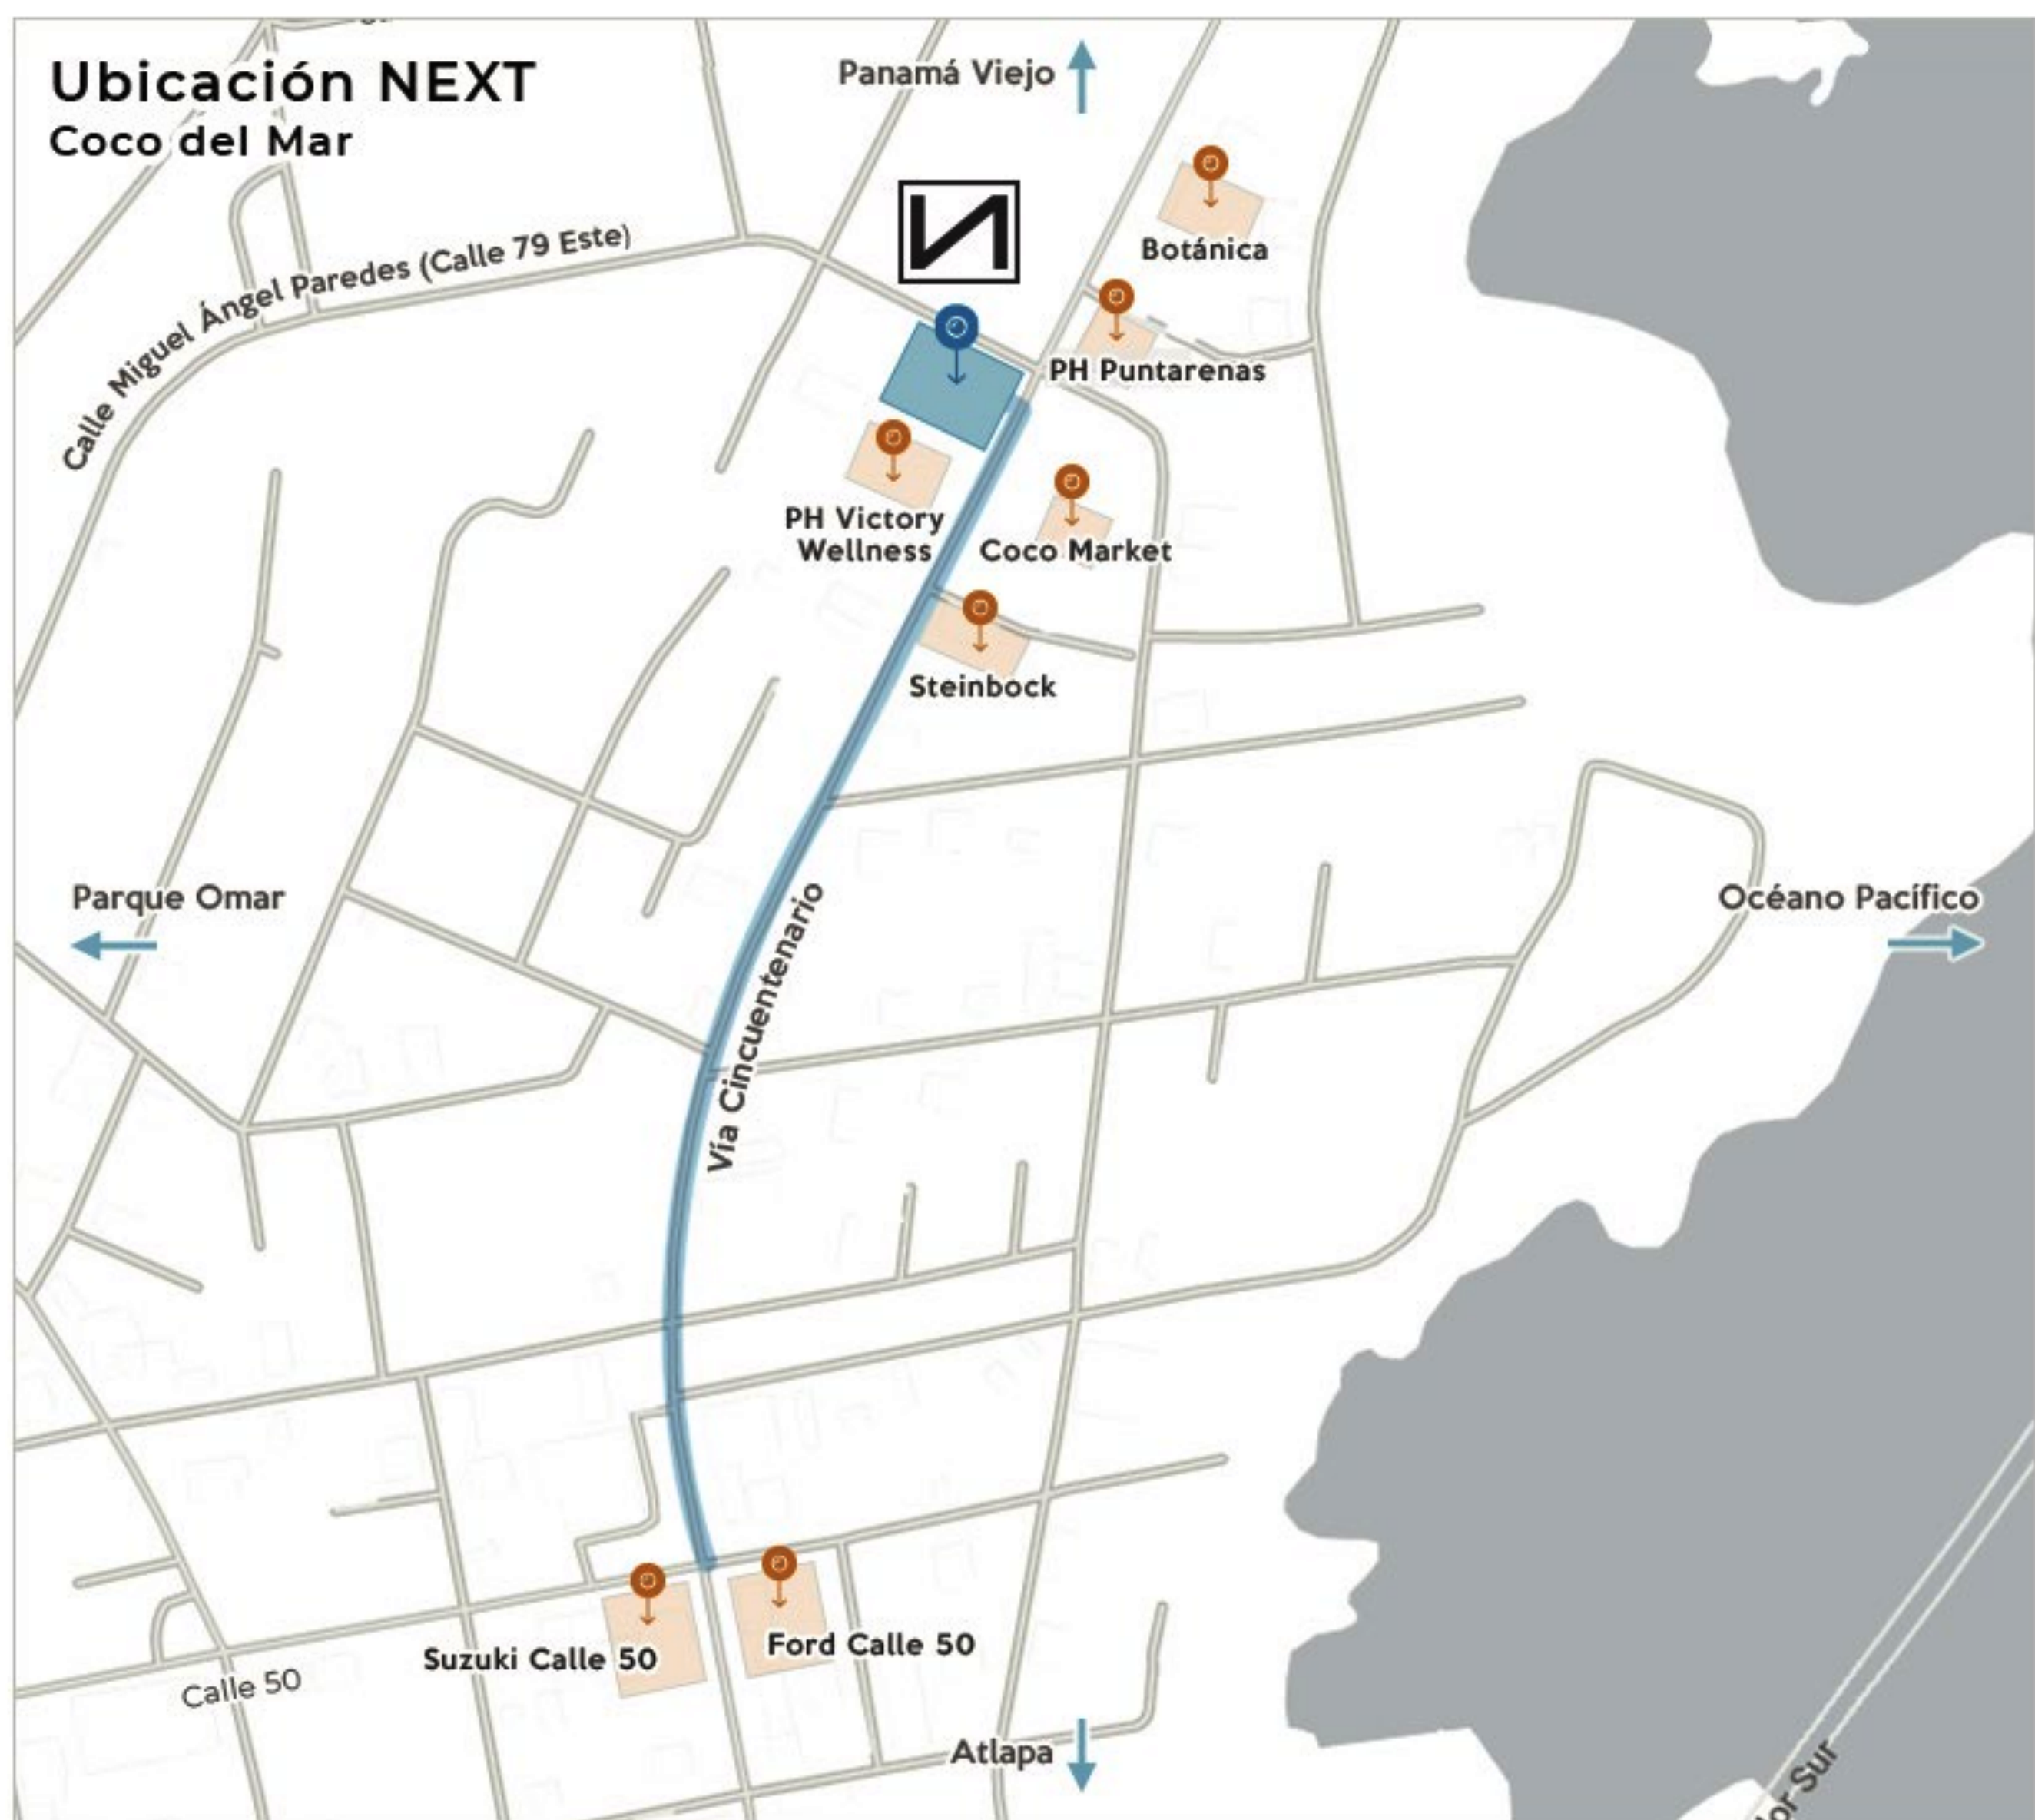 Ubicación NEXT
Coco del Mar
Panamá Viejo
Botánica
Calle Miguel Ángel Paredes (Calle 79 Este)
PH Puntarenas
PH Victory
Wellness
Coco Market
Steinbock
Parque Omar
Océano Pacífico
Vía Cincuentenario
Suzuki Calle 50
Ford Calle 50
Calle 50
Atlapa
Sur